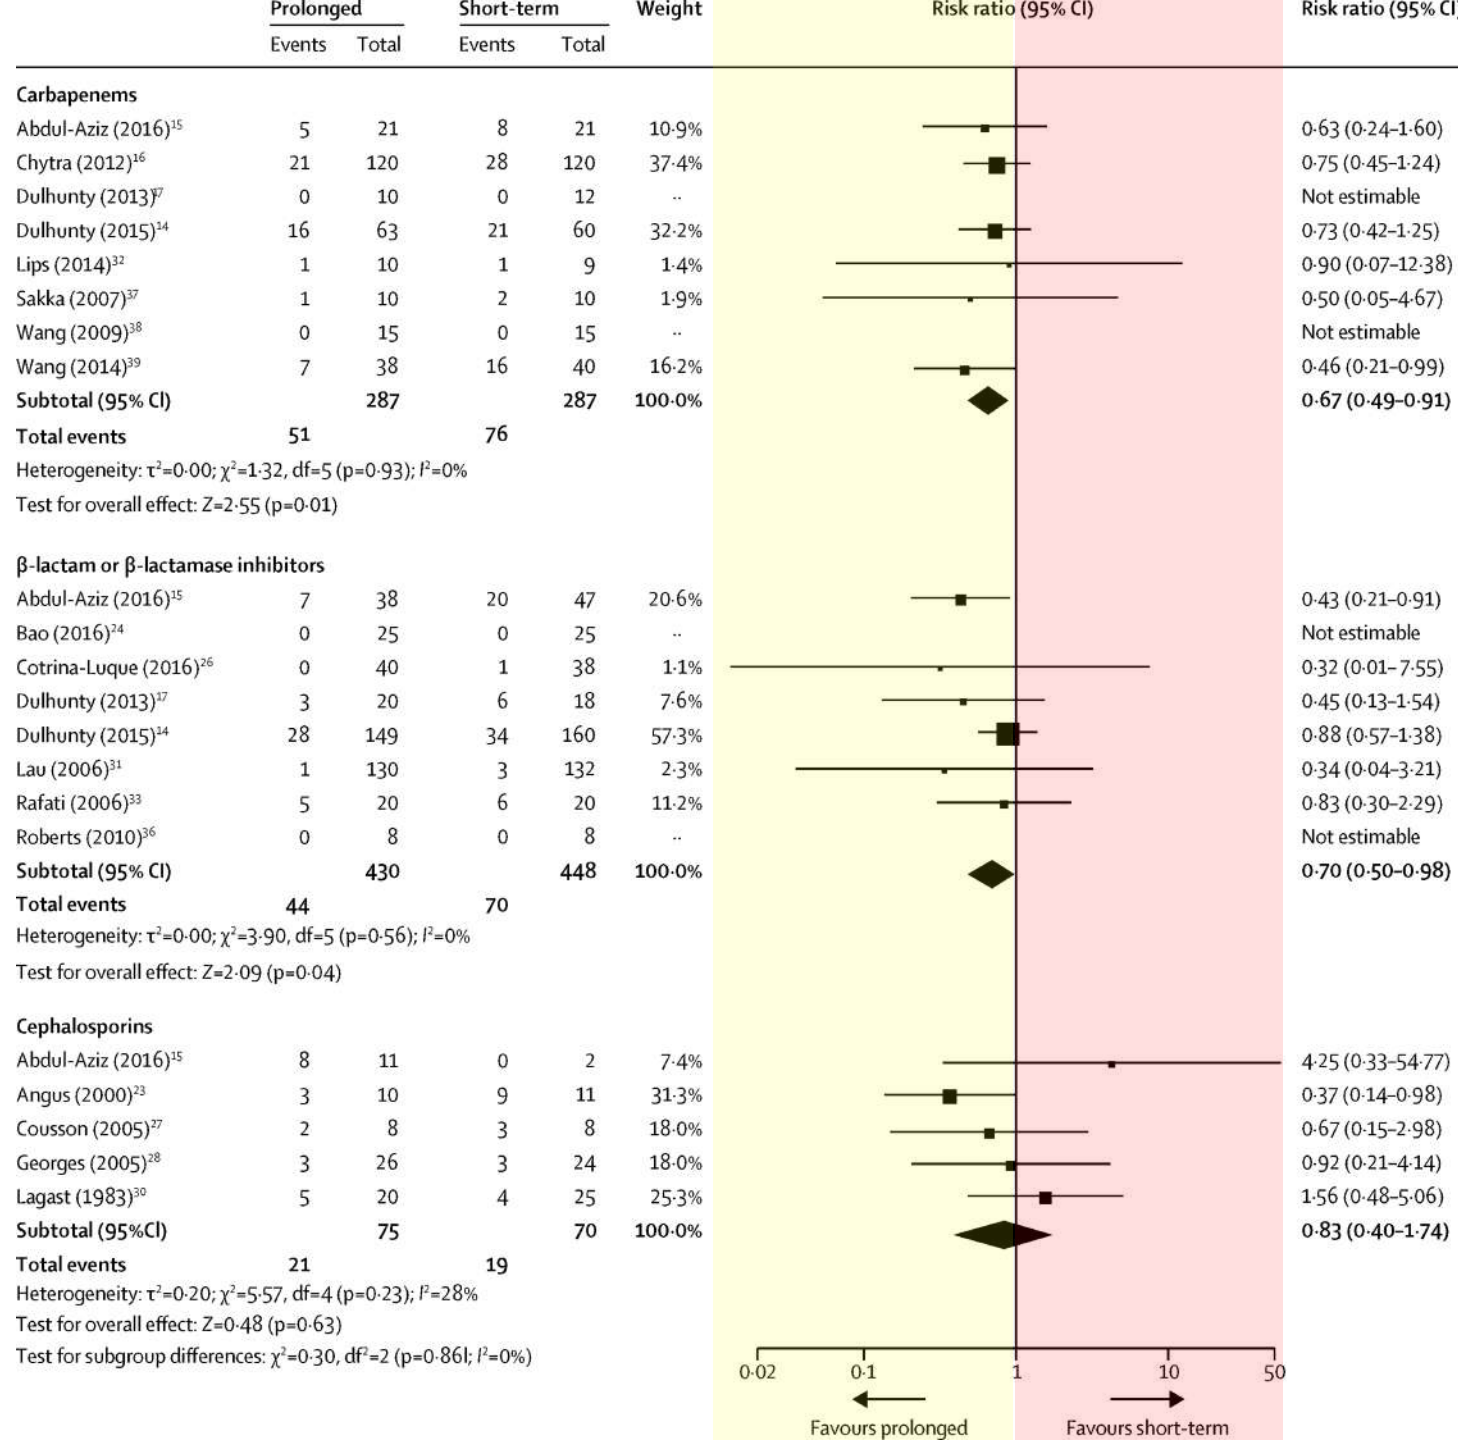 Prolonged Short-term Weight Risk ratio (95% CI) Risk ratio (95% CI)
Events Total Events Total
Carbapenems
Abdul-Aziz (2016)¹⁵ 5 21 8 21 10·9% 0·63 (0·24–1·60)
Chytra (2012)¹⁶ 21 120 28 120 37·4% 0·75 (0·45–1·24)
Dulhunty (2013)¹⁷ 0 10 0 12 ·· Not estimable
Dulhunty (2015)¹⁴ 16 63 21 60 32·2% 0·73 (0·42–1·25)
Lips (2014)³² 1 10 1 9 1·4% 0·90 (0·07–12·38)
Sakka (2007)³⁷ 1 10 2 10 1·9% 0·50 (0·05–4·67)
Wang (2009)³⁸ 0 15 0 15 ·· Not estimable
Wang (2014)³⁹ 7 38 16 40 16·2% 0·46 (0·21–0·99)
Subtotal (95% Cl) 287 287 100·0% 0·67 (0·49–0·91)
Total events 51 76
Heterogeneity: τ²=0·00; χ²=1·32, df=5 (p=0·93); I²=0%
Test for overall effect: Z=2·55 (p=0·01)
β-lactam or β-lactamase inhibitors
Abdul-Aziz (2016)¹⁵ 7 38 20 47 20·6% 0·43 (0·21–0·91)
Bao (2016)²⁴ 0 25 0 25 ·· Not estimable
Cotrina-Luque (2016)²⁶ 0 40 1 38 1·1% 0·32 (0·01–7·55)
Dulhunty (2013)¹⁷ 3 20 6 18 7·6% 0·45 (0·13–1·54)
Dulhunty (2015)¹⁴ 28 149 34 160 57·3% 0·88 (0·57–1·38)
Lau (2006)³¹ 1 130 3 132 2·3% 0·34 (0·04–3·21)
Rafati (2006)³³ 5 20 6 20 11·2% 0·83 (0·30–2·29)
Roberts (2010)³⁶ 0 8 0 8 ·· Not estimable
Subtotal (95% CI) 430 448 100·0% 0·70 (0·50–0·98)
Total events 44 70
Heterogeneity: τ²=0·00; χ²=3·90, df=5 (p=0·56); I²=0%
Test for overall effect: Z=2·09 (p=0·04)
Cephalosporins
Abdul-Aziz (2016)¹⁵ 8 11 0 2 7·4% 4·25 (0·33–54·77)
Angus (2000)²³ 3 10 9 11 31·3% 0·37 (0·14–0·98)
Cousson (2005)²⁷ 2 8 3 8 18·0% 0·67 (0·15–2·98)
Georges (2005)²⁸ 3 26 3 24 18·0% 0·92 (0·21–4·14)
Lagast (1983)³⁰ 5 20 4 25 25·3% 1·56 (0·48–5·06)
Subtotal (95%Cl) 75 70 100·0% 0·83 (0·40–1·74)
Total events 21 19
Heterogeneity: τ²=0·20; χ²=5·57, df=4 (p=0·23); I²=28%
Test for overall effect: Z=0·48 (p=0·63)
Test for subgroup differences: χ²=0·30, df²=2 (p=0·86l; I²=0%)
0·02 0·1 1 10 50
Favours prolonged Favours short-term